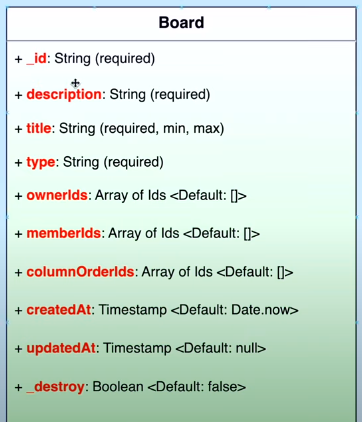 Board
+ _id: String (required)
+ description: String (required)
+ title: String (required, min, max)
+ type: String (required)
+ ownerIds: Array of Ids <Default: []>
+ memberIds: Array of Ids <Default: []>
+ columnOrderIds: Array of Ids <Default: []>
+ createdAt: Timestamp <Default: Date.now>
+ updatedAt: Timestamp <Default: null>
+ _destroy: Boolean <Default: false>